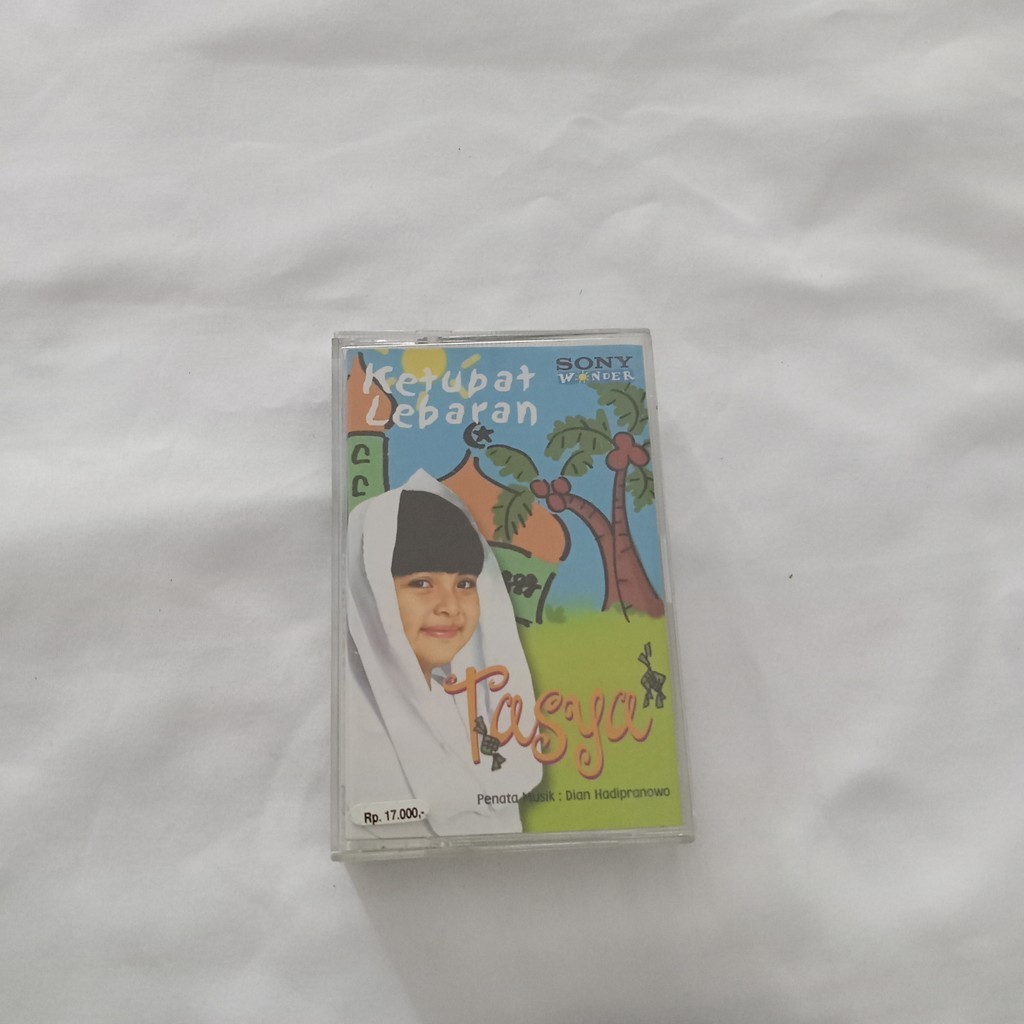 Ketupat
Lebaran
SONY
WONDER
Tasya
Penata Musik : Dian Hadipranowo
Rp. 17.000,-